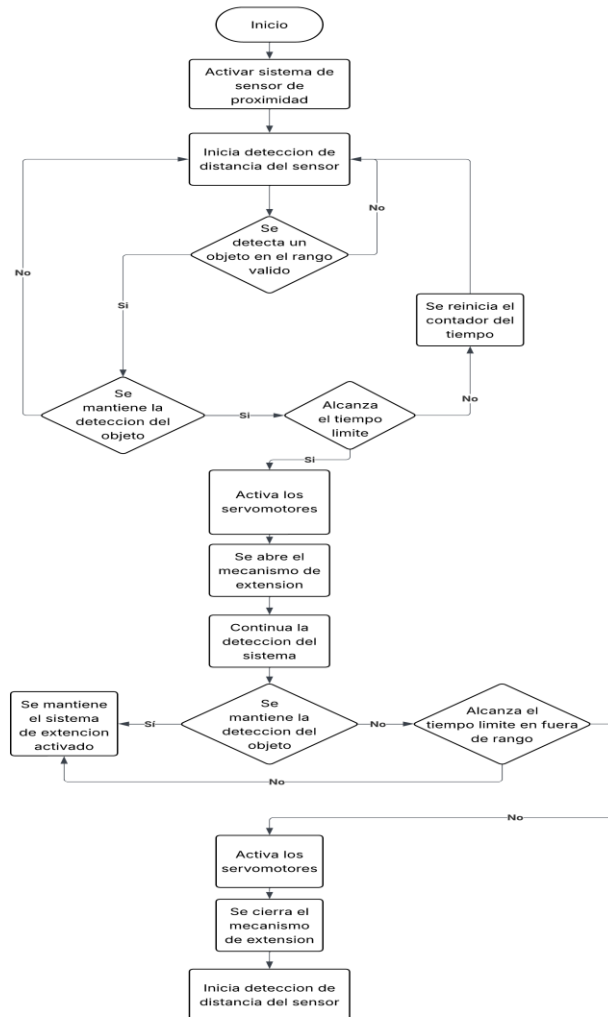 Inicio
Activar sistema de
sensor de
proximidad
Inicia deteccion de
distancia del sensor
No
Se
detecta un
objeto en el rango
valido
No
Si
Se reinicia el
contador del
tiempo
Se
mantiene la
deteccion del
objeto
Si
Alcanza
el tiempo
limite
No
Si
Activa los
servomotores
Se abre el
mecanismo de
extension
Continua la
deteccion del
sistema
Se mantiene
el sistema
de extencion
activado
Sí
Se
mantiene la
deteccion del
objeto
No
Alcanza el
tiempo limite en fuera
de rango
No
No
Activa los
servomotores
Se cierra el
mecanismo
de extension
Inicia deteccion de
distancia del sensor